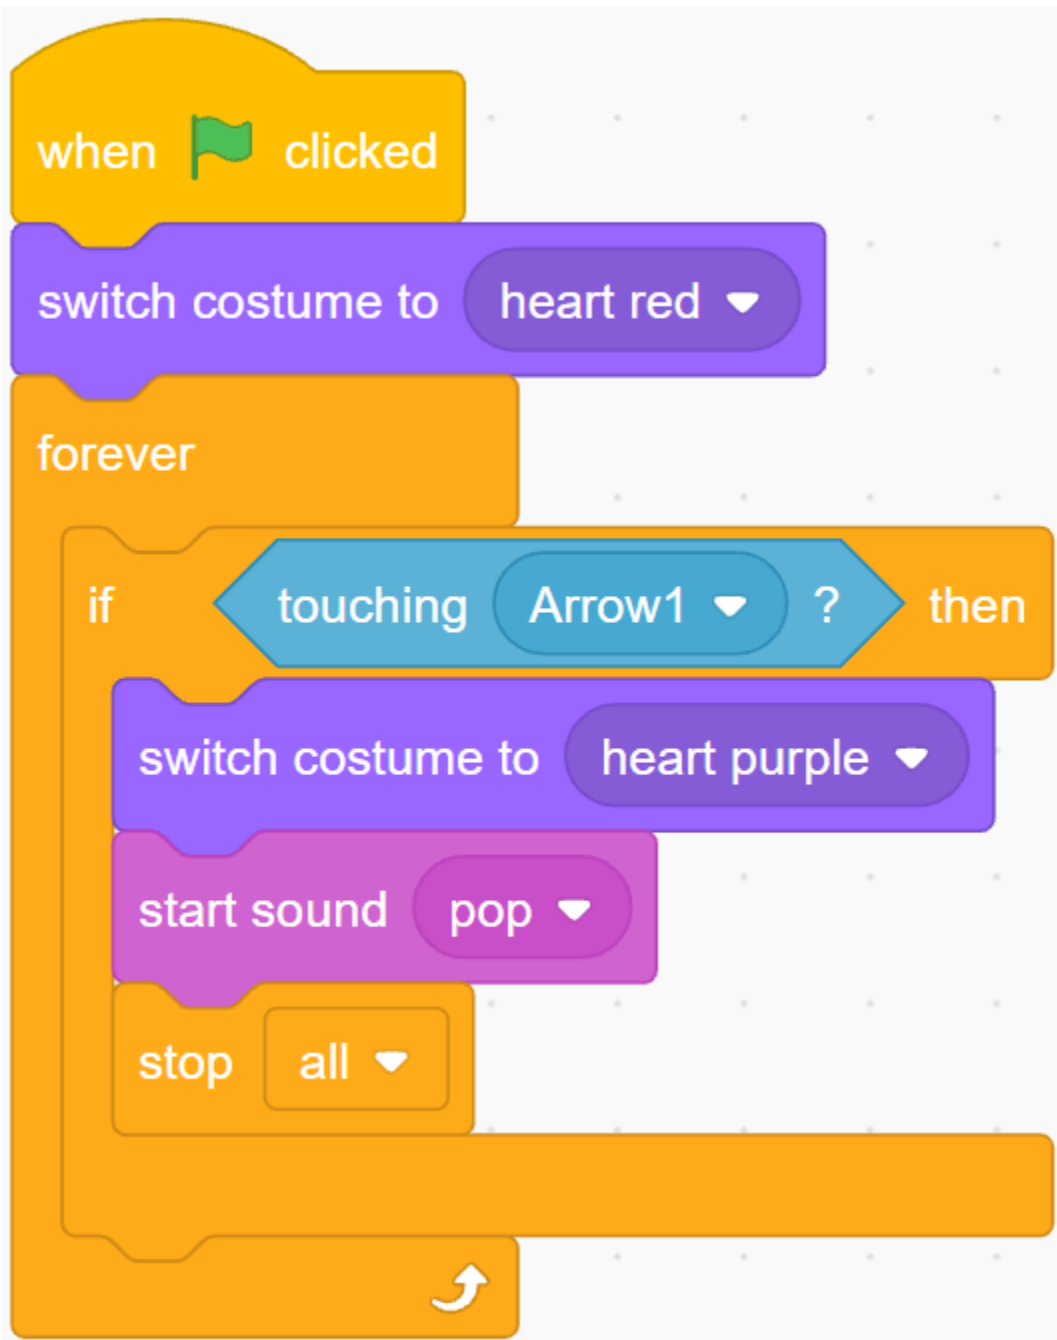 when clicked
switch costume to heart red
forever
if touching Arrow1 ? then
switch costume to heart purple
start sound pop
stop all